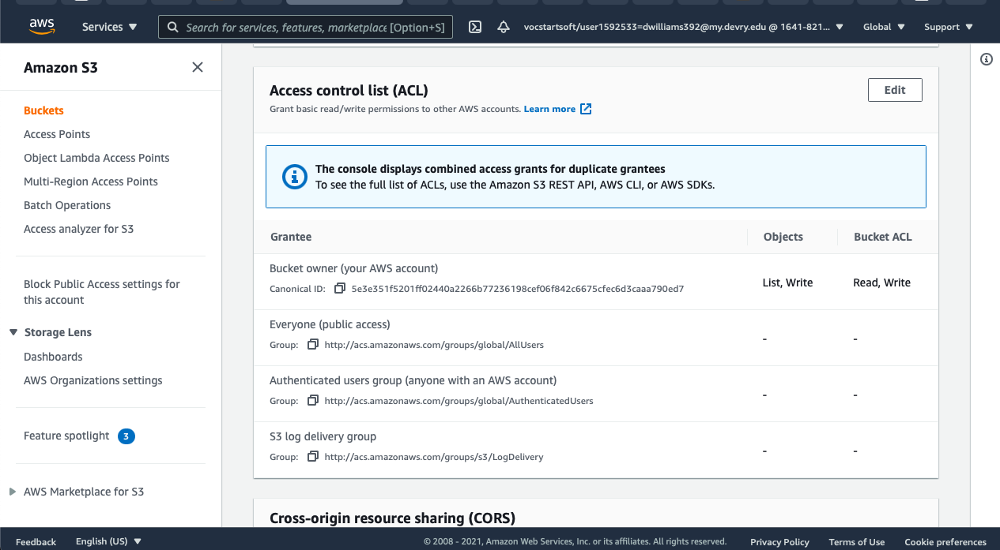 aws
Services
Search for services, features, marketplace [Option+S]
vocstartsoft/user1592533=dwilliams392@my.devry.edu @ 1641-821...
Global
Support
Amazon S3
Buckets
Access Points
Object Lambda Access Points
Multi-Region Access Points
Batch Operations
Access analyzer for S3
Block Public Access settings for
this account
Storage Lens
Dashboards
AWS Organizations settings
Feature spotlight 3
AWS Marketplace for S3
Access control list (ACL)
Edit
Grant basic read/write permissions to other AWS accounts. Learn more
The console displays combined access grants for duplicate grantees
To see the full list of ACLs, use the Amazon S3 REST API, AWS CLI, or AWS SDKs.
Grantee Objects Bucket ACL
Bucket owner (your AWS account)
Canonical ID: 5e3e351f5201ff02440a2266b77236198cef06f842c6675cfec6d3caaa790ed7
List, Write Read, Write
Everyone (public access)
Group: http://acs.amazonaws.com/groups/global/AllUsers
- -
Authenticated users group (anyone with an AWS account)
Group: http://acs.amazonaws.com/groups/global/AuthenticatedUsers
- -
S3 log delivery group
Group: http://acs.amazonaws.com/groups/s3/LogDelivery
- -
Cross-origin resource sharing (CORS)
Feedback English (US) © 2008 - 2021, Amazon Web Services, Inc. or its affiliates. All rights reserved. Privacy Policy Terms of Use Cookie preferences